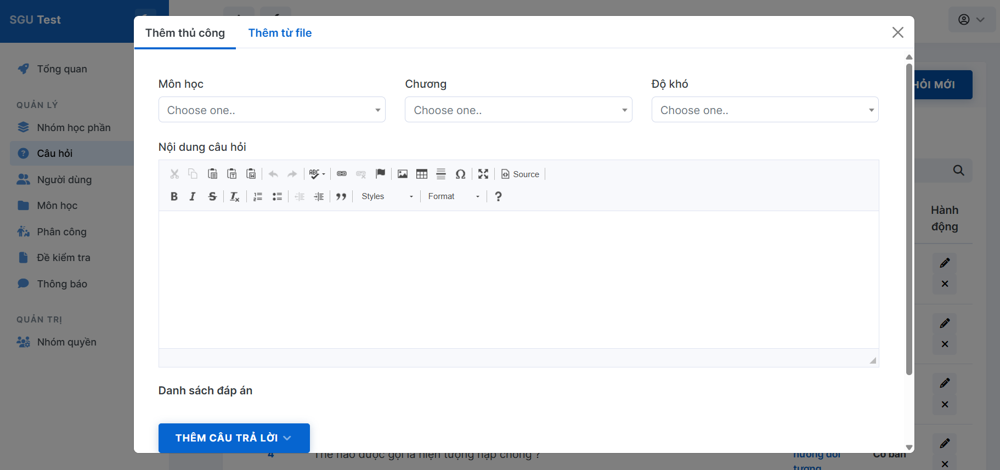 SGU Test
Thêm thủ công
Thêm từ file
Tổng quan
QUẢN LÝ
Nhóm học phần
Câu hỏi
Người dùng
Môn học
Phân công
Đề kiểm tra
Thông báo
QUẢN TRỊ
Nhóm quyền
Môn học
Chương
Độ khó
Choose one..
Choose one..
Choose one..
Nội dung câu hỏi
ABC
Source
Styles
Format
Danh sách đáp án
THÊM CÂU TRẢ LỜI
HỎI MỚI
Hành
động
4
Thế nào được gọi là hiện tượng nạp chồng ?
hướng đối
tượng
Cơ bản